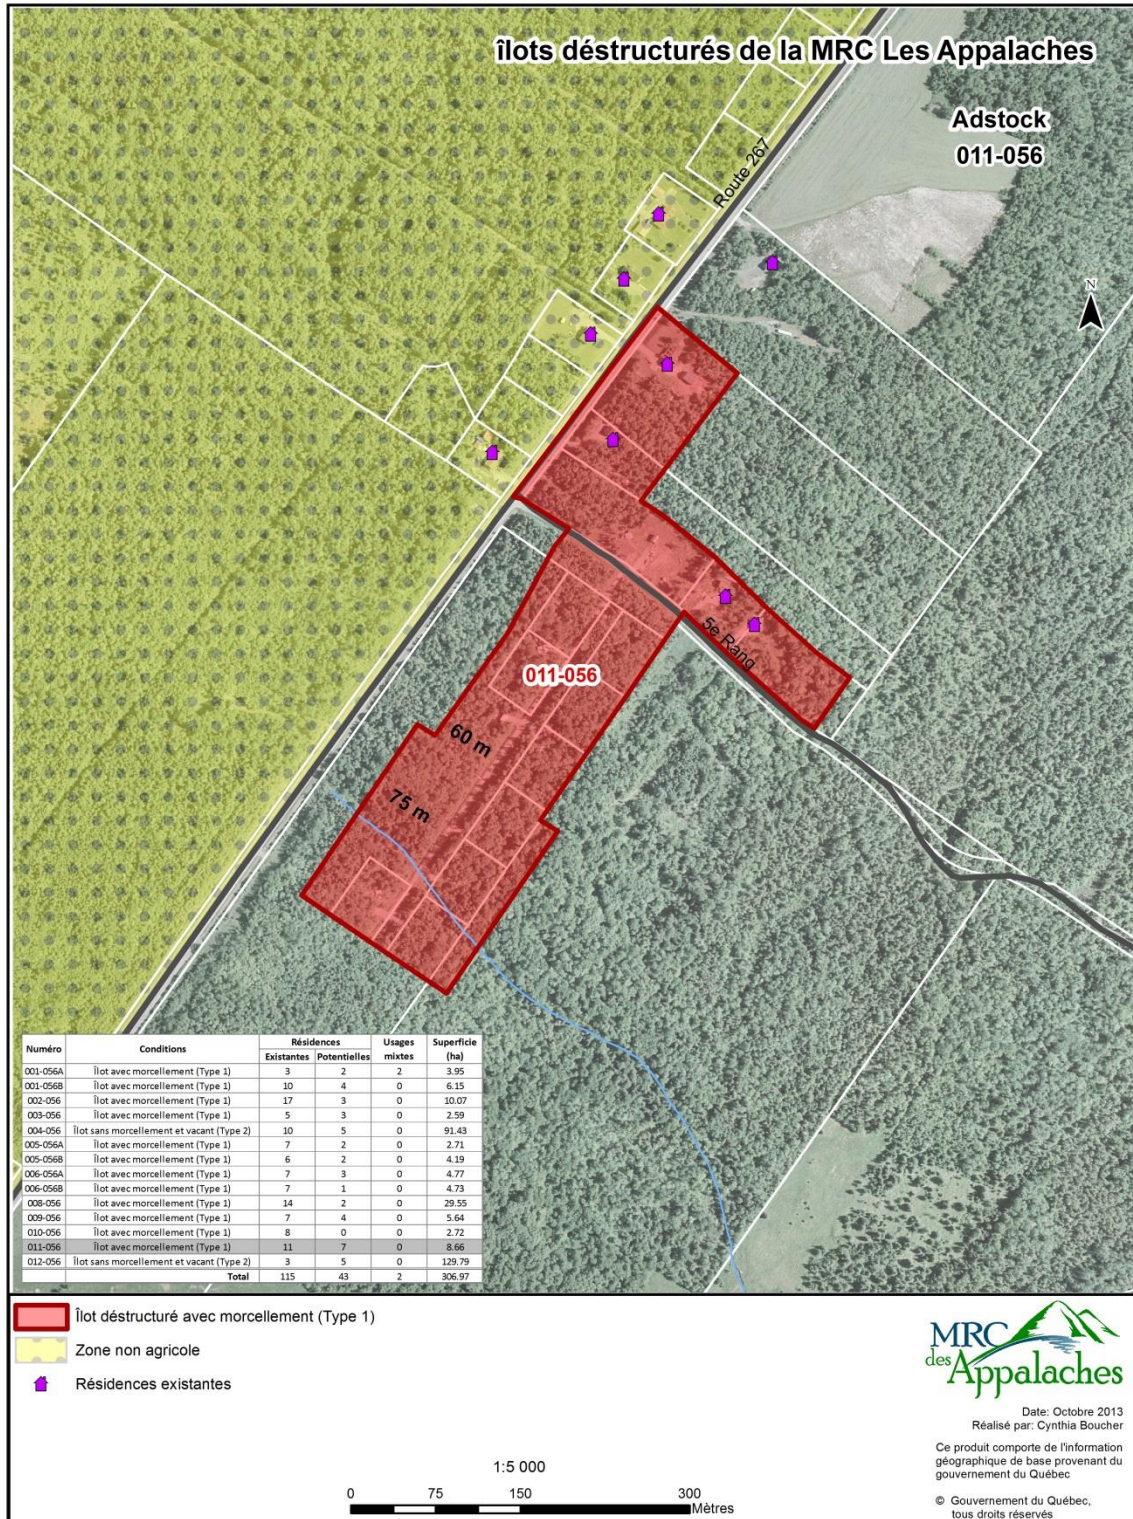 îlots déstructurés de la MRC Les Appalaches
Adstock
011-056
Route 267
N
5e Rang
011-056
60 m
75 m
Numéro Conditions Résidences Usages mixtes Superficie (ha)
Existantes Potentielles
001-056A Îlot avec morcellement (Type 1) 3 2 2 3.95
001-056B Îlot avec morcellement (Type 1) 10 4 0 6.15
002-056 Îlot avec morcellement (Type 1) 17 3 0 10.07
003-056 Îlot avec morcellement (Type 1) 5 3 0 2.59
004-056 Îlot sans morcellement et vacant (Type 2) 10 5 0 91.43
005-056A Îlot avec morcellement (Type 1) 7 2 0 2.71
005-056B Îlot avec morcellement (Type 1) 6 2 0 4.19
006-056A Îlot avec morcellement (Type 1) 7 3 0 4.77
006-056B Îlot avec morcellement (Type 1) 7 1 0 4.73
008-056 Îlot avec morcellement (Type 1) 14 2 0 29.55
009-056 Îlot avec morcellement (Type 1) 7 4 0 5.64
010-056 Îlot avec morcellement (Type 1) 8 0 0 2.72
011-056 Îlot avec morcellement (Type 1) 11 7 0 8.66
012-056 Îlot sans morcellement et vacant (Type 2) 3 5 0 129.79
Total 115 43 2 306.97
Îlot déstructuré avec morcellement (Type 1)
Zone non agricole
Résidences existantes
1:5 000
0 75 150 300
Mètres
MRC
des Appalaches
Date: Octobre 2013
Réalisé par: Cynthia Boucher
Ce produit comporte de l'information
géographique de base provenant du
gouvernement du Québec
© Gouvernement du Québec,
tous droits réservés